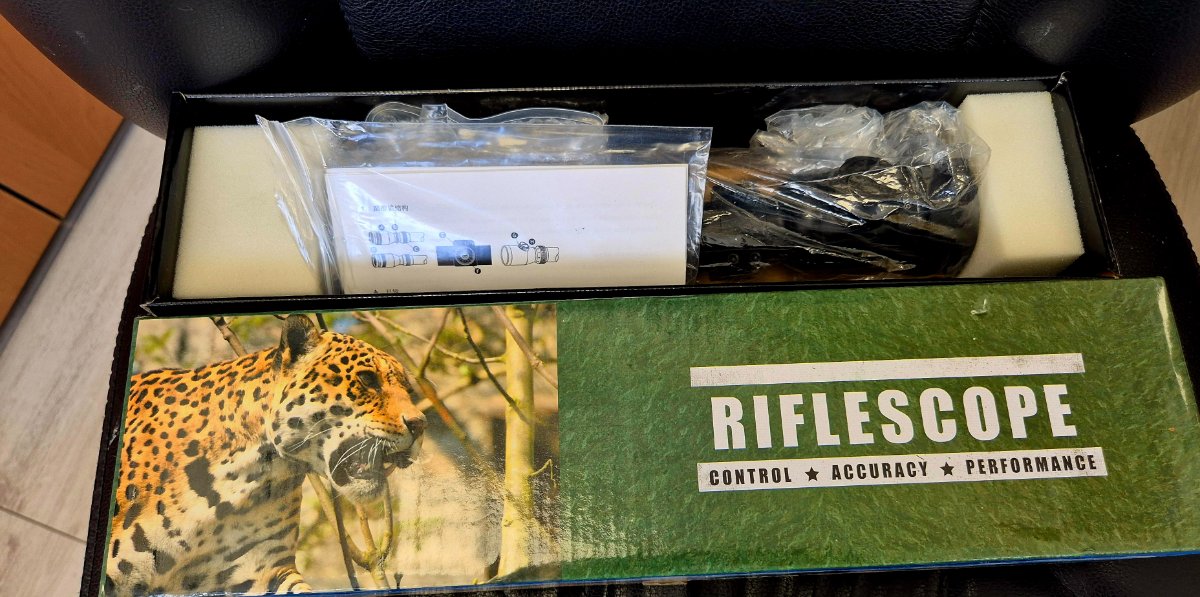 RIFLESCOPE
CONTROL ★ ACCURACY ★ PERFORMANCE